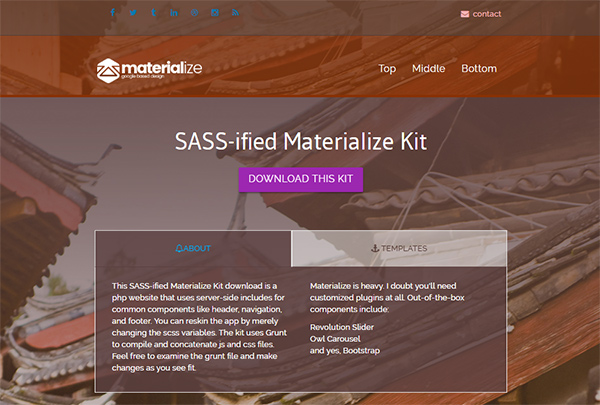 contact
materialize
google based design
Top Middle Bottom
SASS-ified Materialize Kit
DOWNLOAD THIS KIT
ABOUT
TEMPLATES
This SASS-ified Materialize Kit download is a
php website that uses server-side includes for
common components like header, navigation,
and footer. You can reskin the app by merely
changing the scss variables. The kit uses Grunt
to compile and concatenate js and css files.
Feel free to examine the grunt file and make
changes as you see fit.
Materialize is heavy. I doubt you'll need
customized plugins at all. Out-of-the-box
components include:
Revolution Slider
Owl Carousel
and yes, Bootstrap